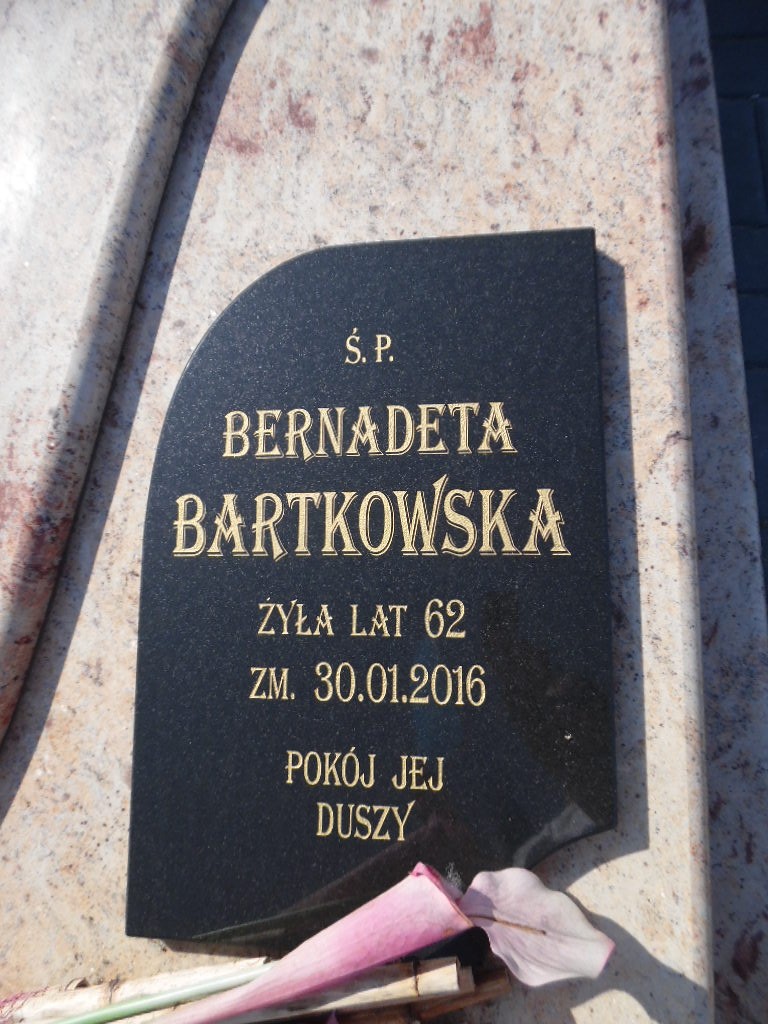 Ś. P.
BERNADETA
BARTKOWSKA
ŻYŁA LAT 62
ZM. 30.01.2016
POKÓJ JEJ
DUSZY